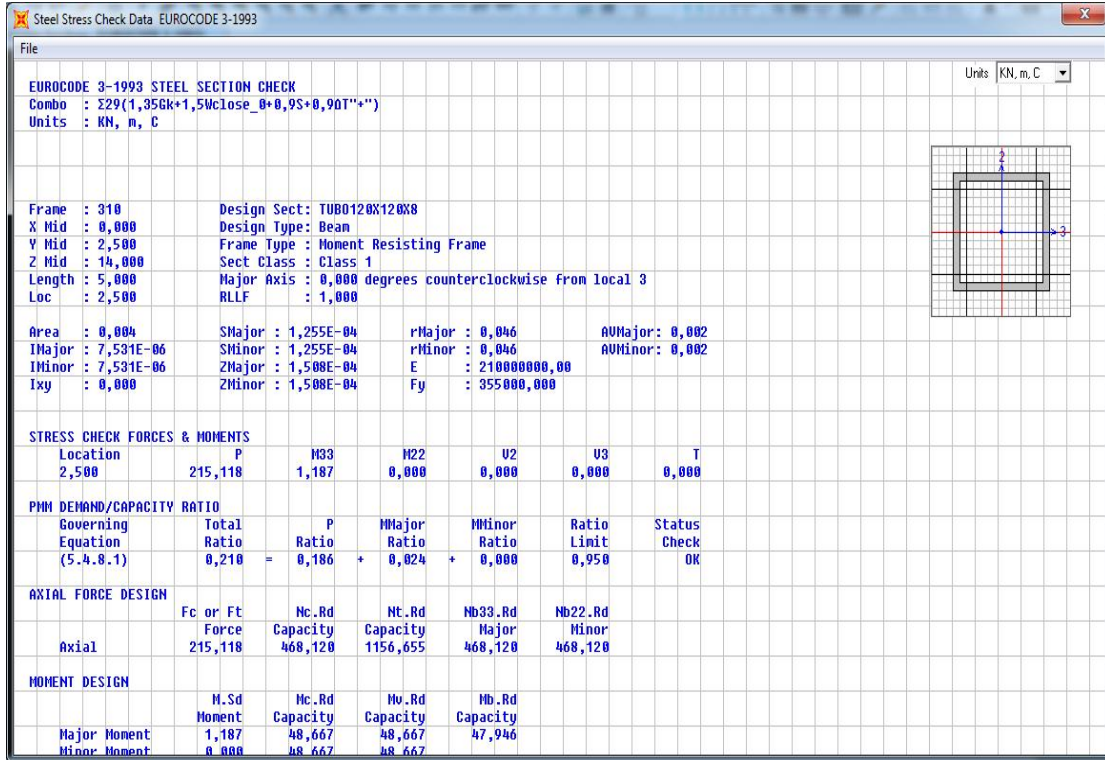 Steel Stress Check Data EUROCODE 3-1993
File
Units KN, m, C
EUROCODE 3-1993 STEEL SECTION CHECK
Combo : Σ29(1,35Gk+1,5Wclose_0+0,9S+0,9ΩT"+")
Units : KN, m, C
2
3
Frame : 310 Design Sect: TUBO120X120X8
X Mid : 0,000 Design Type: Beam
Y Mid : 2,500 Frame Type : Moment Resisting Frame
Z Mid : 14,000 Sect Class : Class 1
Length : 5,000 Major Axis : 0,000 degrees counterclockwise from local 3
Loc : 2,500 RLLF : 1,000
Area : 0,004 SMajor : 1,255E-04 rMajor : 0,046 AVMajor: 0,002
IMajor : 7,531E-06 SMinor : 1,255E-04 rMinor : 0,046 AVMinor: 0,002
IMinor : 7,531E-06 ZMajor : 1,508E-04 E : 210000000,00
Ixy : 0,000 ZMinor : 1,508E-04 Fy : 355000,000
STRESS CHECK FORCES & MOMENTS
Location P M33 M22 V2 V3 T
2,500 215,118 1,187 0,000 0,000 0,000 0,000
PMM DEMAND/CAPACITY RATIO
Governing Total P MMajor MMinor Ratio Status
Equation Ratio Ratio Ratio Ratio Limit Check
(5.4.8.1) 0,210 = 0,186 + 0,024 + 0,000 0,950 OK
AXIAL FORCE DESIGN
Fc or Ft Nc.Rd Nt.Rd Nb33.Rd Nb22.Rd
Force Capacity Capacity Major Minor
Axial 215,118 468,120 1156,655 468,120 468,120
MOMENT DESIGN
M.Sd Mc.Rd Mv.Rd Mb.Rd
Moment Capacity Capacity Capacity
Major Moment 1,187 48,667 48,667 47,946
Minor Moment 0,000 48,667 48,667